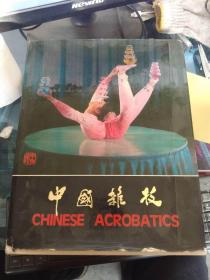 中國雜技
CHINESE ACROBATICS